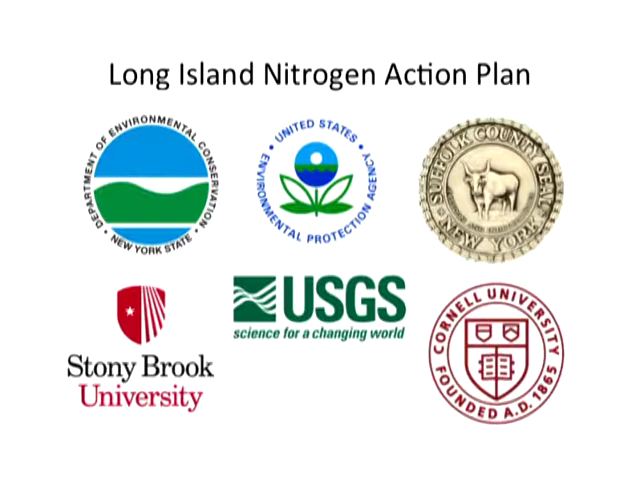 Long Island Nitrogen Action Plan
DEPARTMENT OF ENVIRONMENTAL CONSERVATION
• NEW YORK STATE •
• UNITED STATES •
ENVIRONMENTAL PROTECTION AGENCY
SUFFOLK COUNTY SEAL
NEW YORK
Stony Brook
University
USGS
science for a changing world
CORNELL UNIVERSITY
FOUNDED A.D. 1865